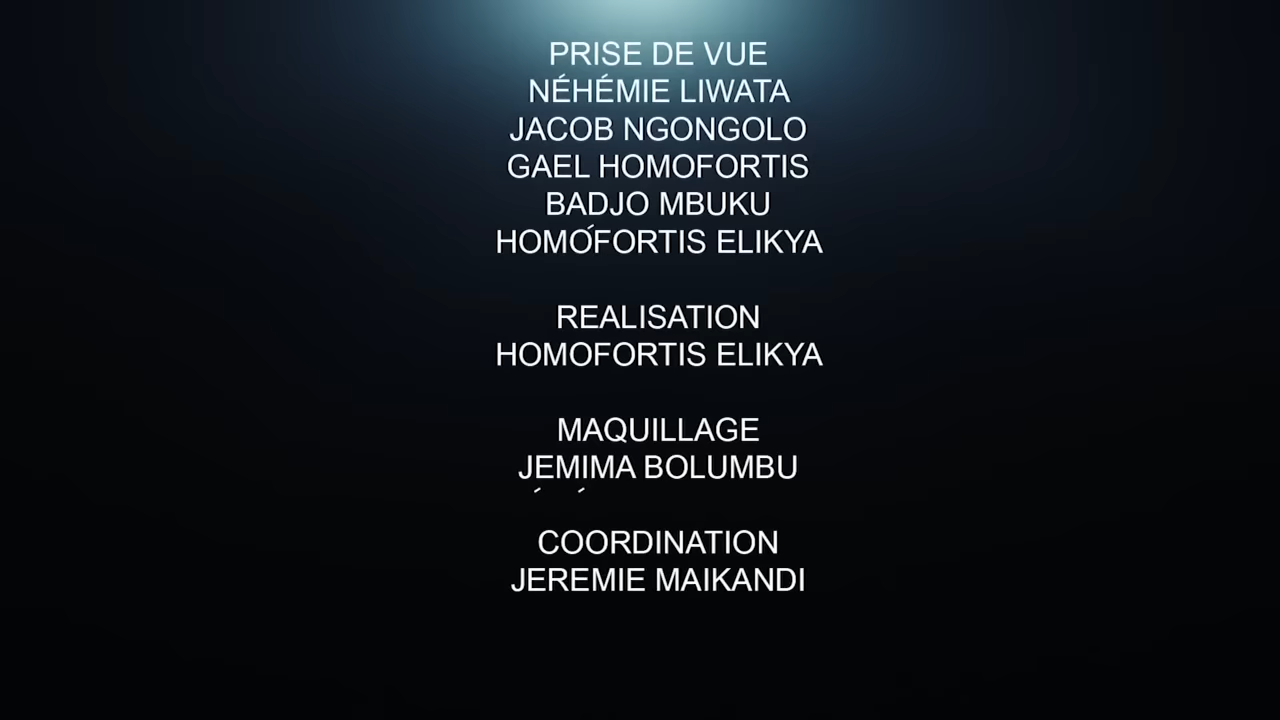 PRISE DE VUE
NÉHÉMIE LIWATA
JACOB NGONGOLO
GAEL HOMOFORTIS
BADJO MBUKU
HOMOFORTIS ELIKYA
REALISATION
HOMOFORTIS ELIKYA
MAQUILLAGE
JEMIMA BOLUMBU
COORDINATION
JEREMIE MAIKANDI